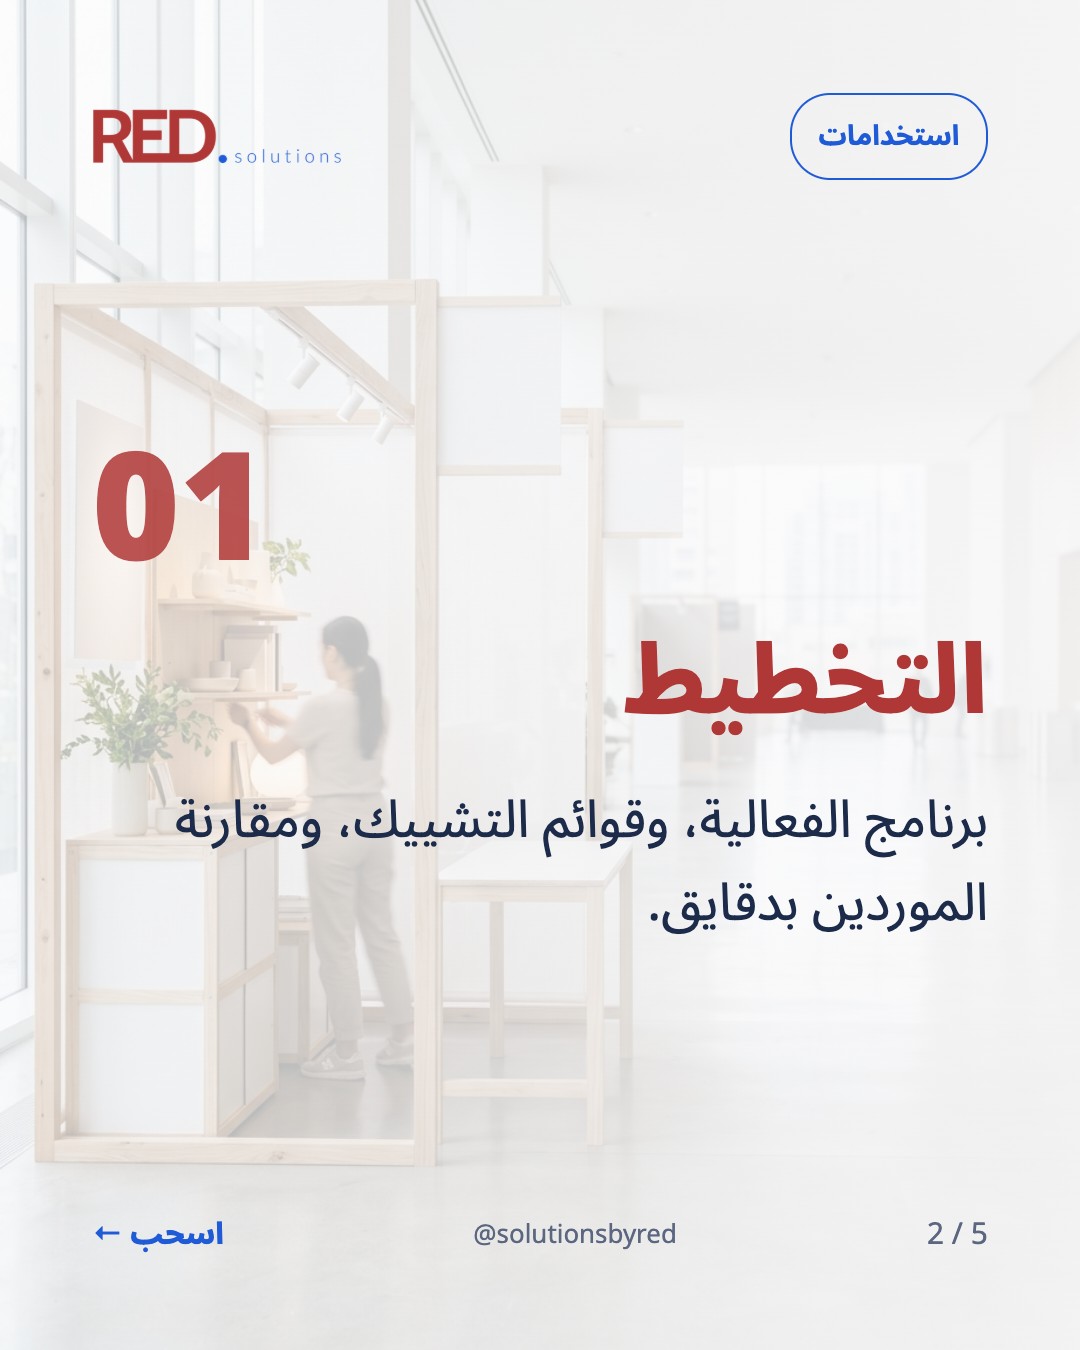 RED.solutions
استخدامات
01
التخطيط
برنامج الفعالية، وقوائم التشييك، ومقارنة
الموردين بدقايق.
2 / 5
@solutionsbyred
اسحب ←